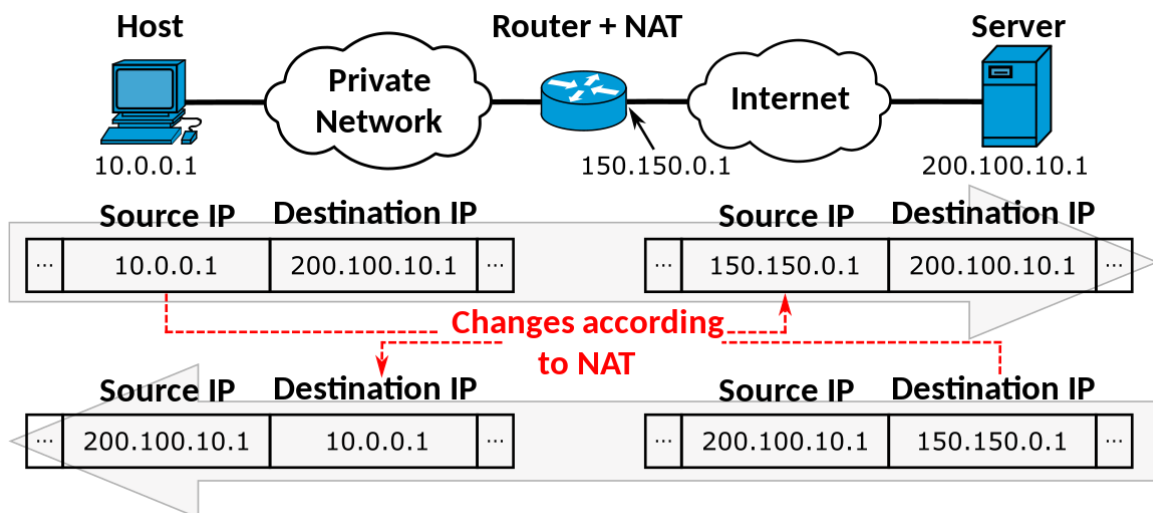 Host
Router + NAT
Server
Private
Network
Internet
10.0.0.1
150.150.0.1
200.100.10.1
Source IP Destination IP
Source IP Destination IP
... 10.0.0.1 200.100.10.1 ...
... 150.150.0.1 200.100.10.1 ...
Changes according
to NAT
Source IP Destination IP
Source IP Destination IP
... 200.100.10.1 10.0.0.1 ...
... 200.100.10.1 150.150.0.1 ...